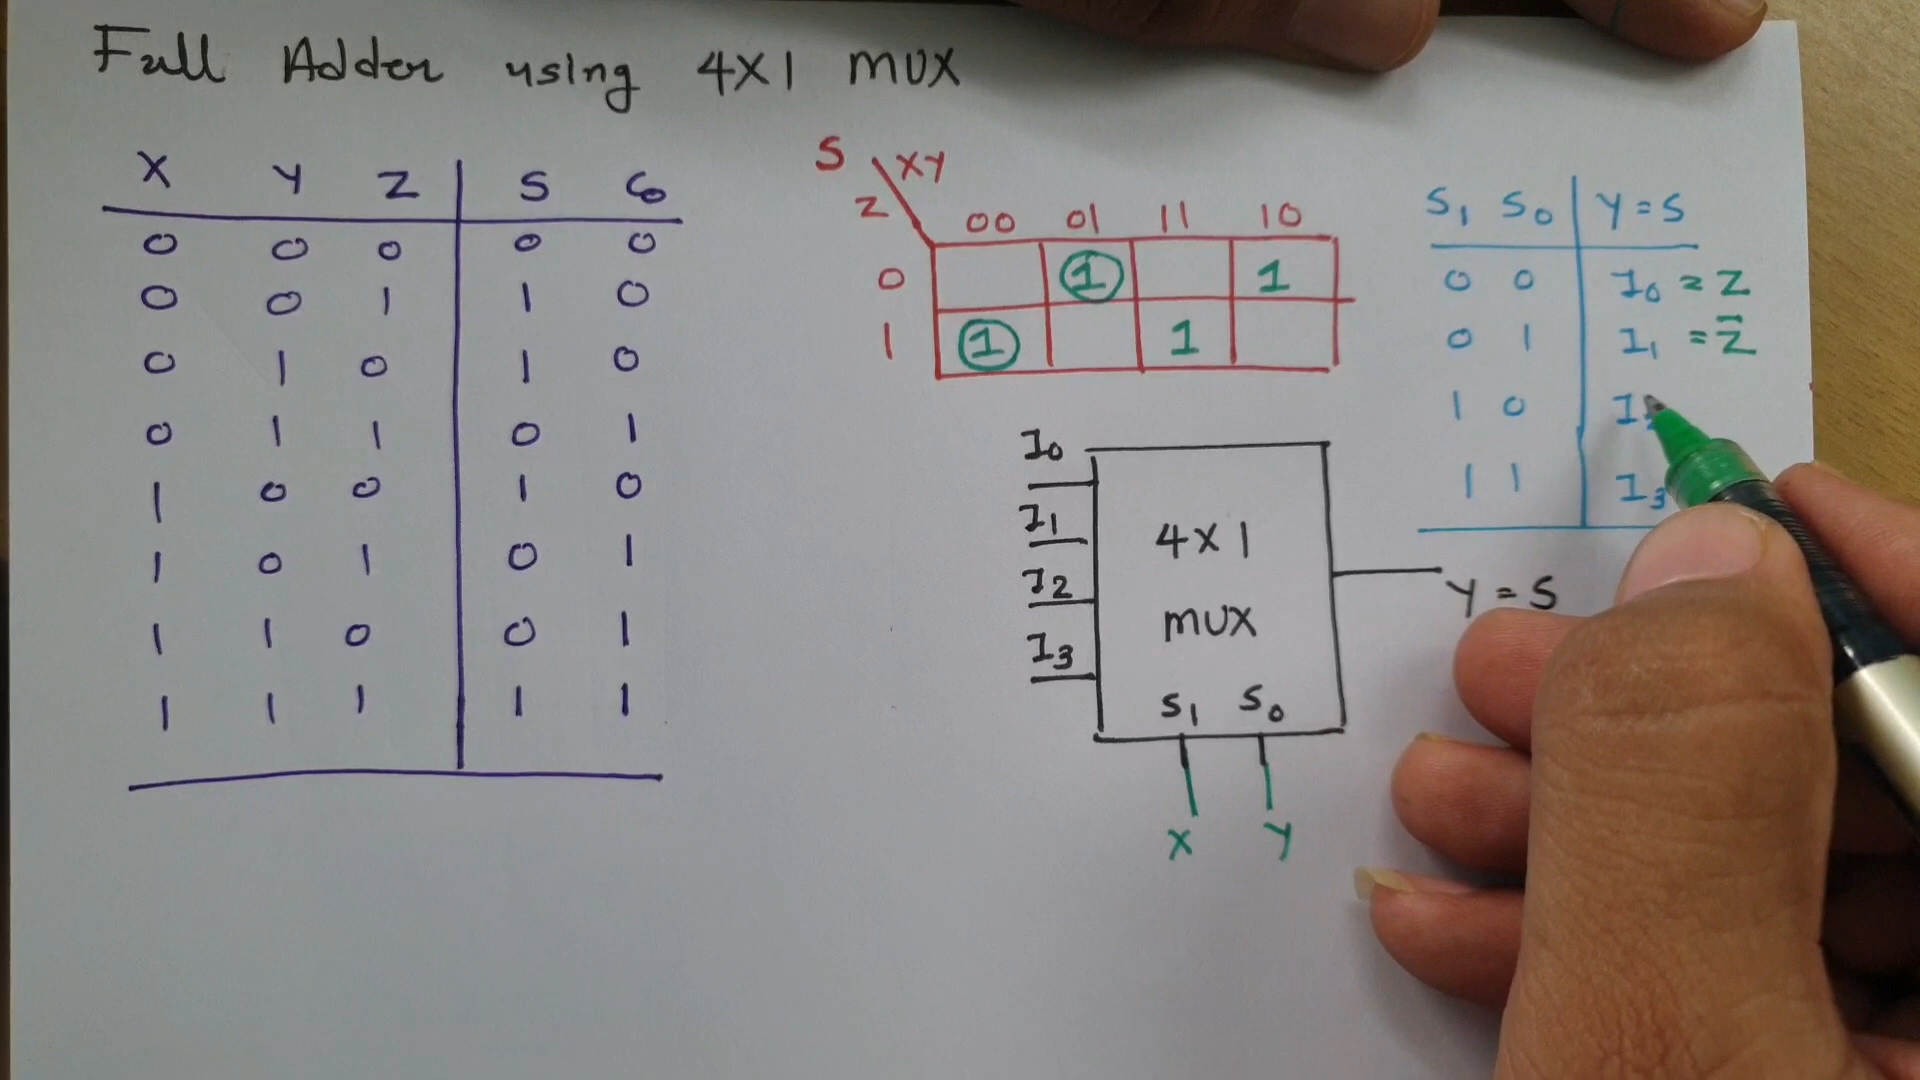 Full Adder using 4X1 MUX
X Y Z S C0
0 0 0 0 0
0 0 1 1 0
0 1 0 1 0
0 1 1 0 1
1 0 0 1 0
1 0 1 0 1
1 1 0 0 1
1 1 1 1 1
S XY
Z 00 01 11 10
0 1 1
1 1 1
S1 S0 Y=S
0 0 I0 = Z
0 1 I1 = Z̅
1 0 I2
1 1 I3
I0
I1
I2
I3
4X1
MUX
S1 S0
X Y
Y=S